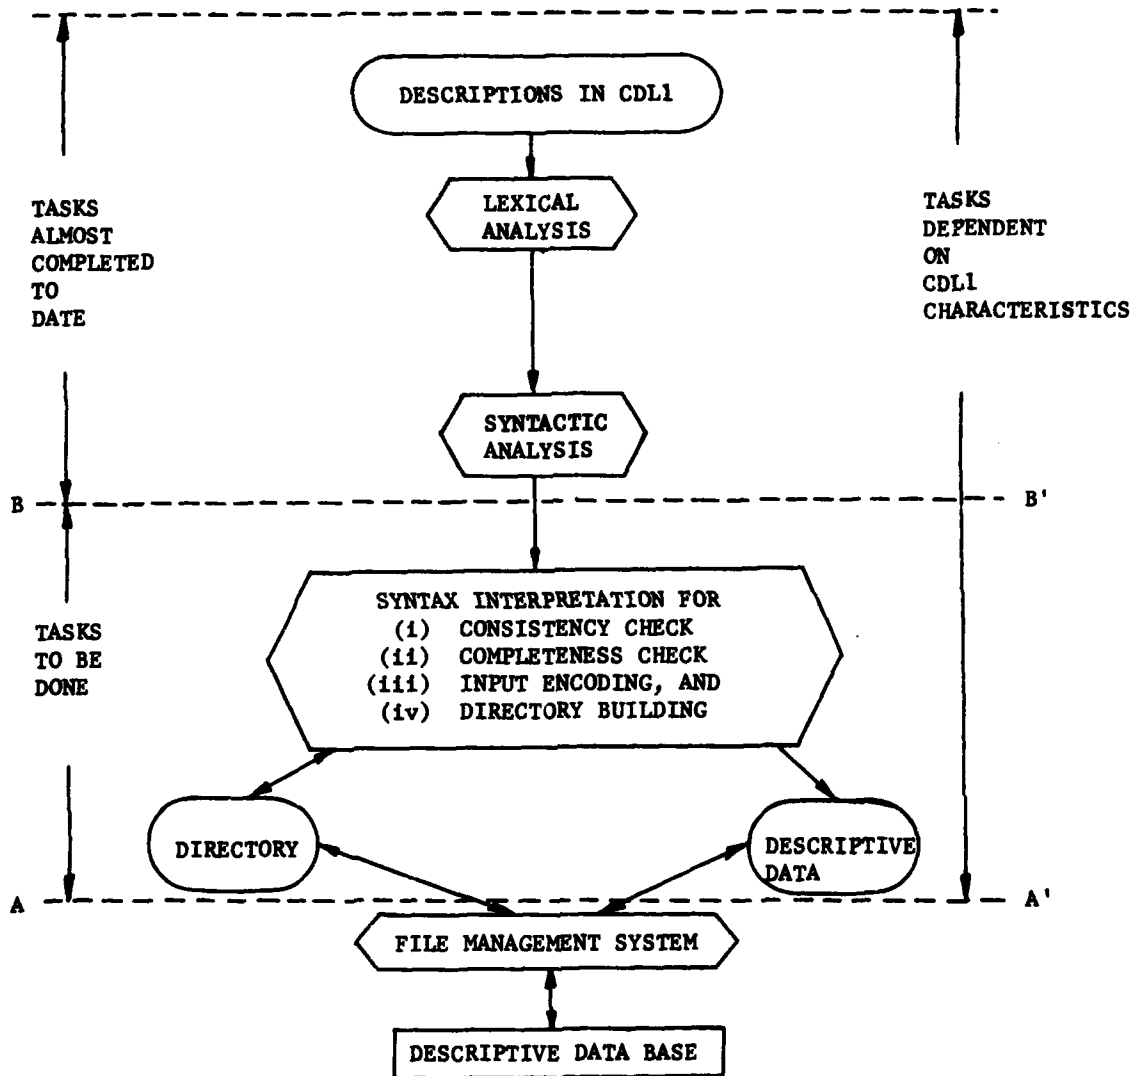 DESCRIPTIONS IN CDL1
LEXICAL
ANALYSIS
TASKS
ALMOST
COMPLETED
TO
DATE
TASKS
DEPENDENT
ON
CDL1
CHARACTERISTICS
SYNTACTIC
ANALYSIS
B
B'
SYNTAX INTERPRETATION FOR
(i) CONSISTENCY CHECK
(ii) COMPLETENESS CHECK
(iii) INPUT ENCODING, AND
(iv) DIRECTORY BUILDING
TASKS
TO BE
DONE
DIRECTORY
DESCRIPTIVE
DATA
A
A'
FILE MANAGEMENT SYSTEM
DESCRIPTIVE DATA BASE